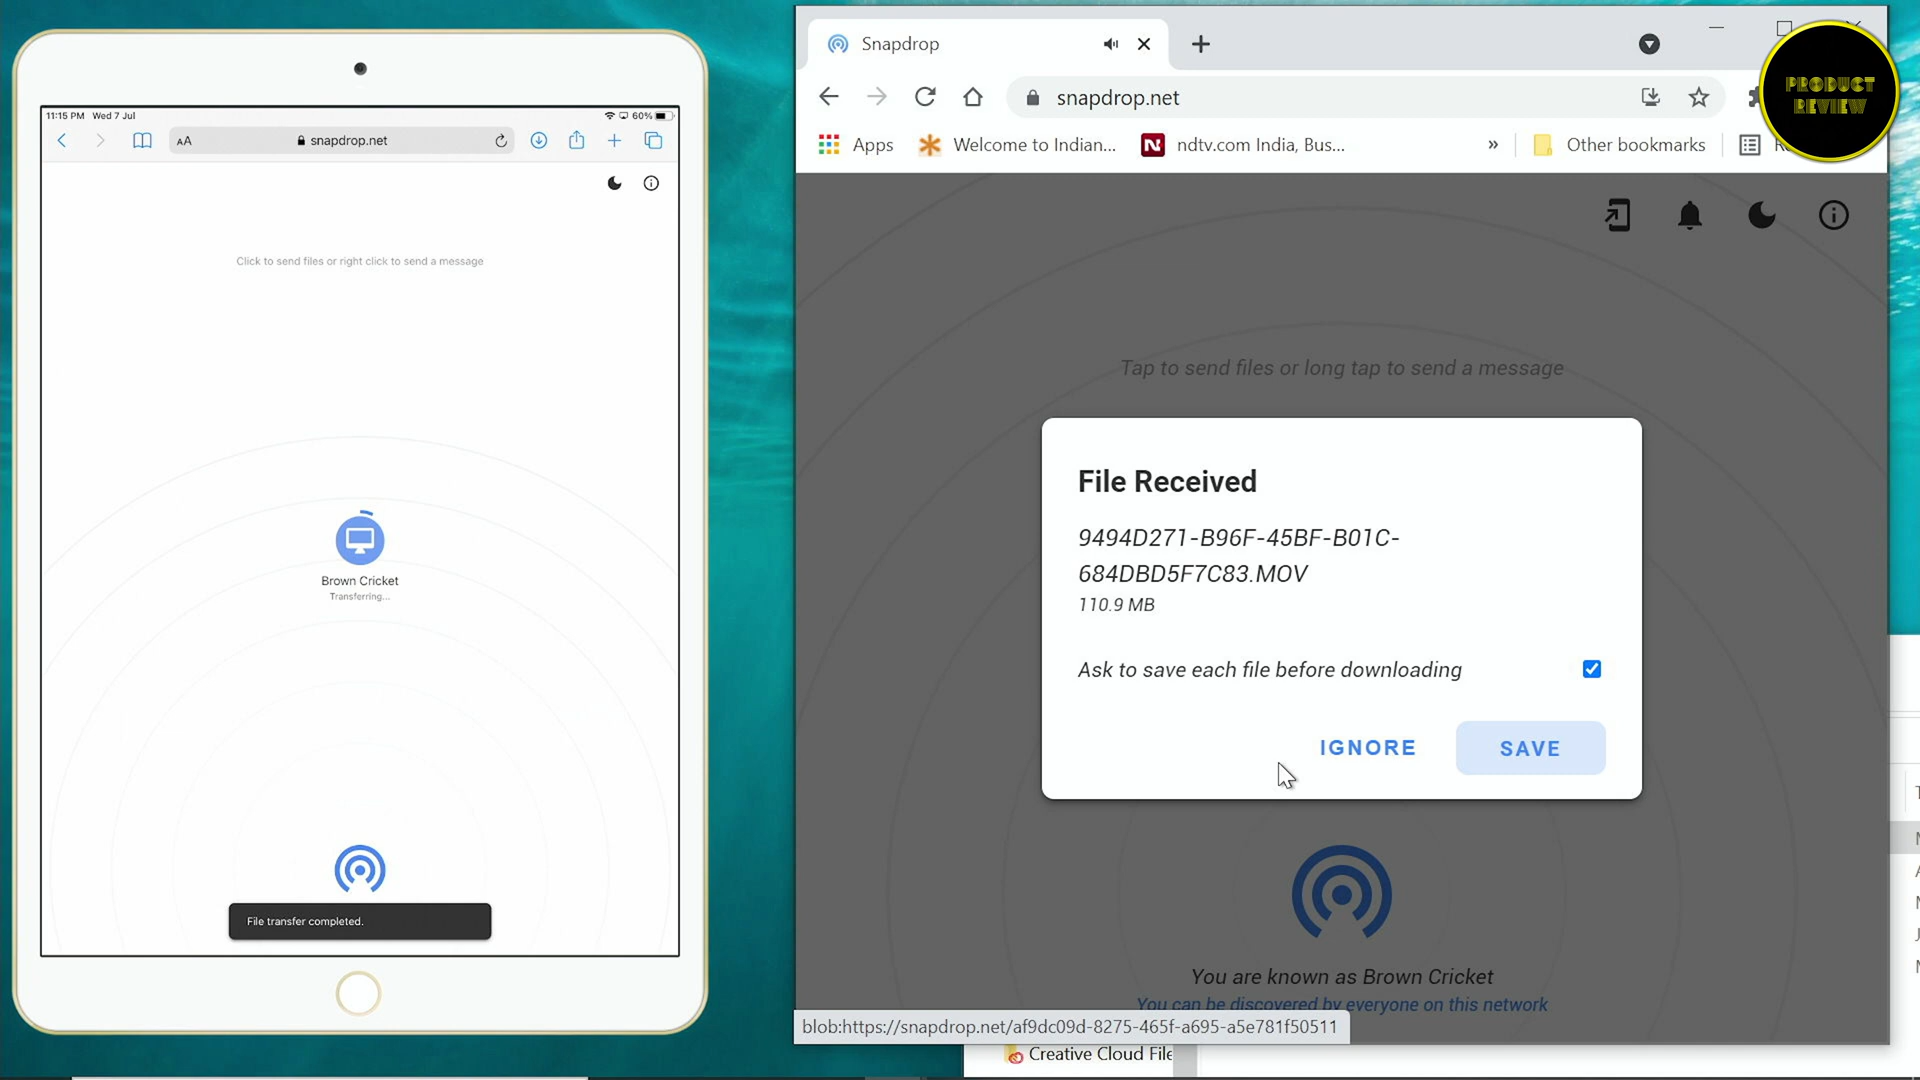 11:15 PM Wed 7 Jul
60%
AA
snapdrop.net
Click to send files or right click to send a message
Brown Cricket
Transferring...
File transfer completed.
Snapdrop
snapdrop.net
Apps
Welcome to Indian...
ndtv.com India, Bus...
»
Other bookmarks
PRODUCT
REVIEW
Tap to send files or long tap to send a message
File Received
9494D271-B96F-45BF-B01C-
684DBD5F7C83.MOV
110.9 MB
Ask to save each file before downloading
IGNORE
SAVE
You are known as Brown Cricket
You can be discovered by everyone on this network
blob:https://snapdrop.net/af9dc09d-8275-465f-a695-a5e781f50511
Creative Cloud File